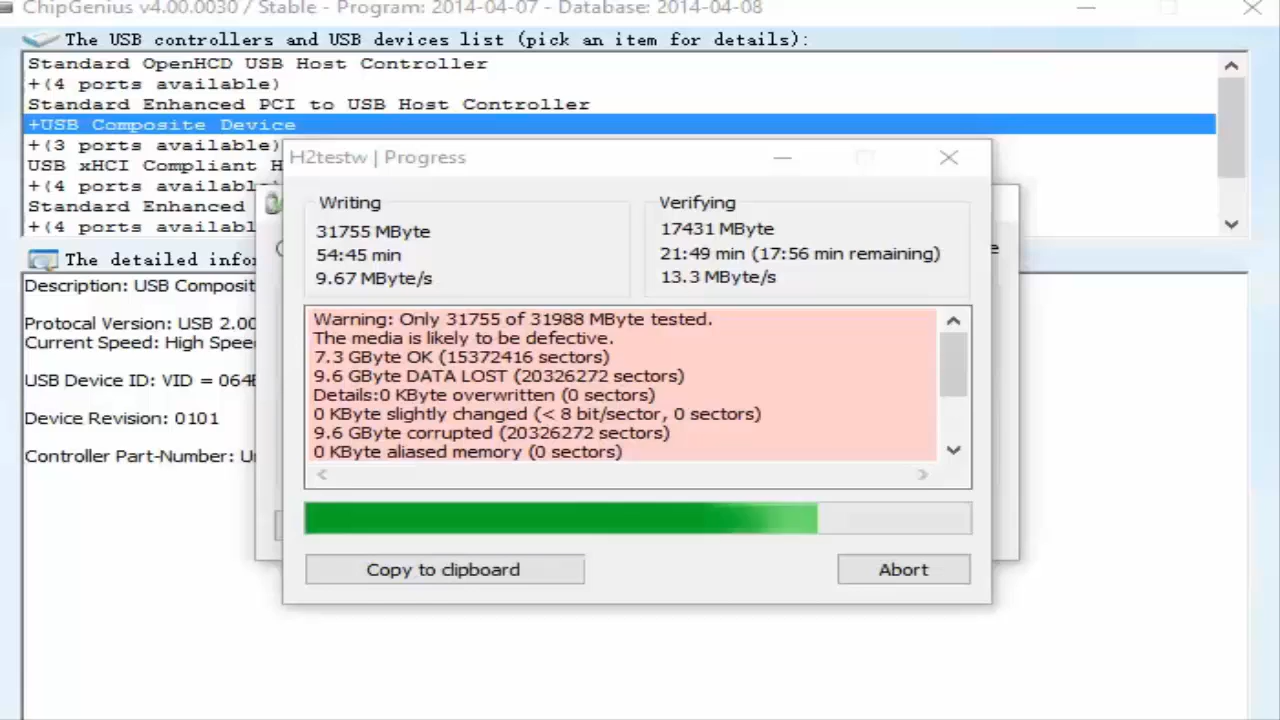 ChipGenius v4.00.0030 / Stable - Program: 2014-04-07 - Database: 2014-04-08
The USB controllers and USB devices list (pick an item for details):
Standard OpenHCD USB Host Controller
+(4 ports available)
Standard Enhanced PCI to USB Host Controller
+USB Composite Device
+(3 ports available)
USB xHCI Compliant H
+(4 ports available
Standard Enhanced
+(4 ports availabl
The detailed info
Description: USB Composit
Protocal Version: USB 2.00
Current Speed: High Spee
USB Device ID: VID = 064
Device Revision: 0101
Controller Part-Number: U
H2testw | Progress
Writing
31755 MByte
54:45 min
9.67 MByte/s
Verifying
17431 MByte
21:49 min (17:56 min remaining)
13.3 MByte/s
Warning: Only 31755 of 31988 MByte tested.
The media is likely to be defective.
7.3 GByte OK (15372416 sectors)
9.6 GByte DATA LOST (20326272 sectors)
Details:0 KByte overwritten (0 sectors)
0 KByte slightly changed (< 8 bit/sector, 0 sectors)
9.6 GByte corrupted (20326272 sectors)
0 KByte aliased memory (0 sectors)
Copy to clipboard
Abort